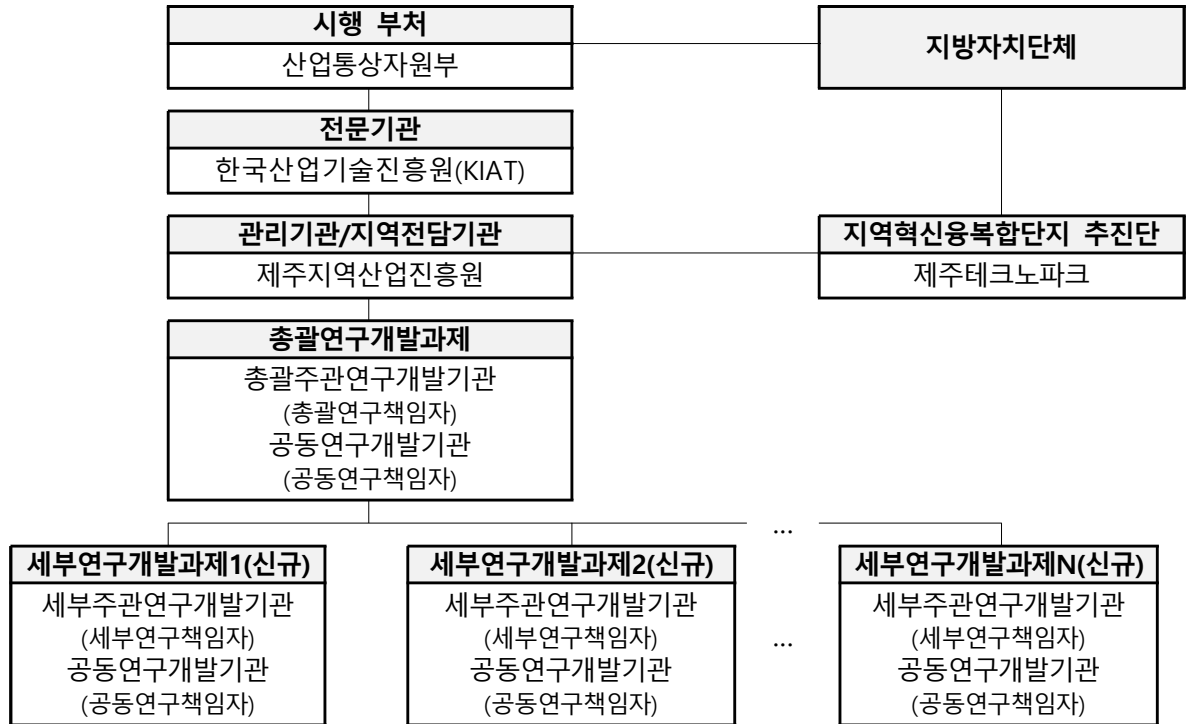 시행 부처
산업통상자원부
지방자치단체
전문기관
한국산업기술진흥원(KIAT)
관리기관/지역전담기관
제주지역산업진흥원
지역혁신융복합단지 추진단
제주테크노파크
총괄연구개발과제
총괄주관연구개발기관
(총괄연구책임자)
공동연구개발기관
(공동연구책임자)
...
세부연구개발과제1(신규)
세부주관연구개발기관
(세부연구책임자)
공동연구개발기관
(공동연구책임자)
세부연구개발과제2(신규)
세부주관연구개발기관
(세부연구책임자)
공동연구개발기관
(공동연구책임자)
...
세부연구개발과제N(신규)
세부주관연구개발기관
(세부연구책임자)
공동연구개발기관
(공동연구책임자)